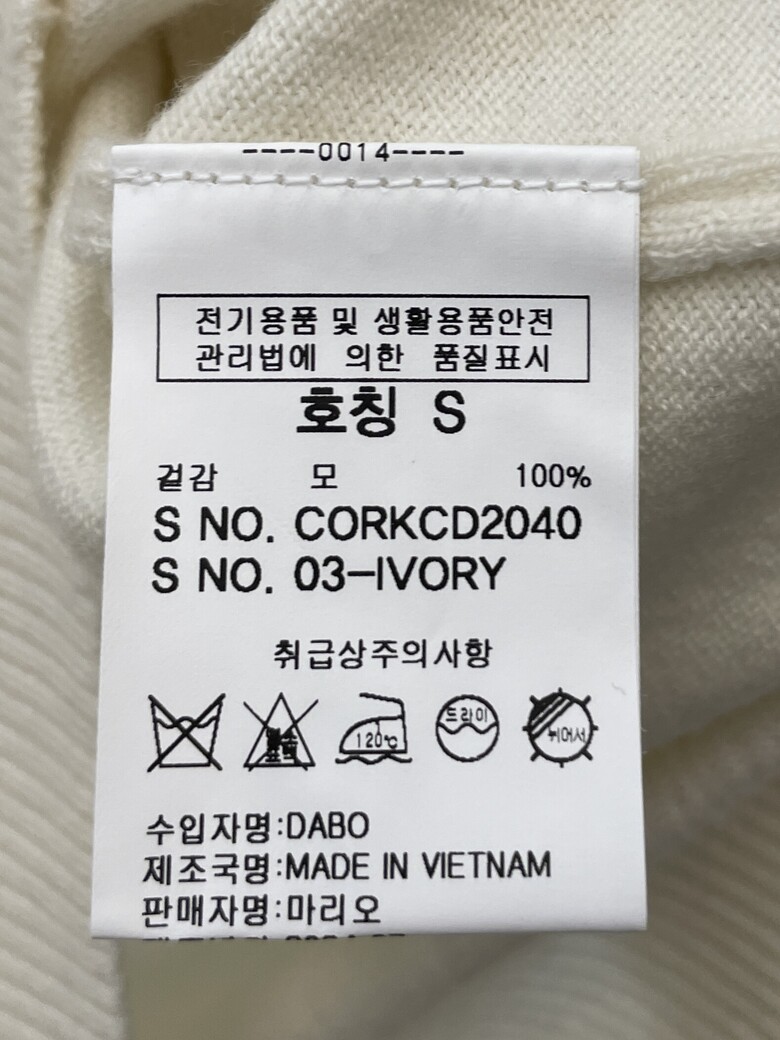 ----0014----
전기용품 및 생활용품안전
관리법에 의한 품질표시
호칭 S
겉감 모 100%
S NO. CORKCD2040
S NO. 03-IVORY
취급상주의사항
120℃ 드라이 뉘어서
수입자명:DABO
제조국명:MADE IN VIETNAM
판매자명:마리오